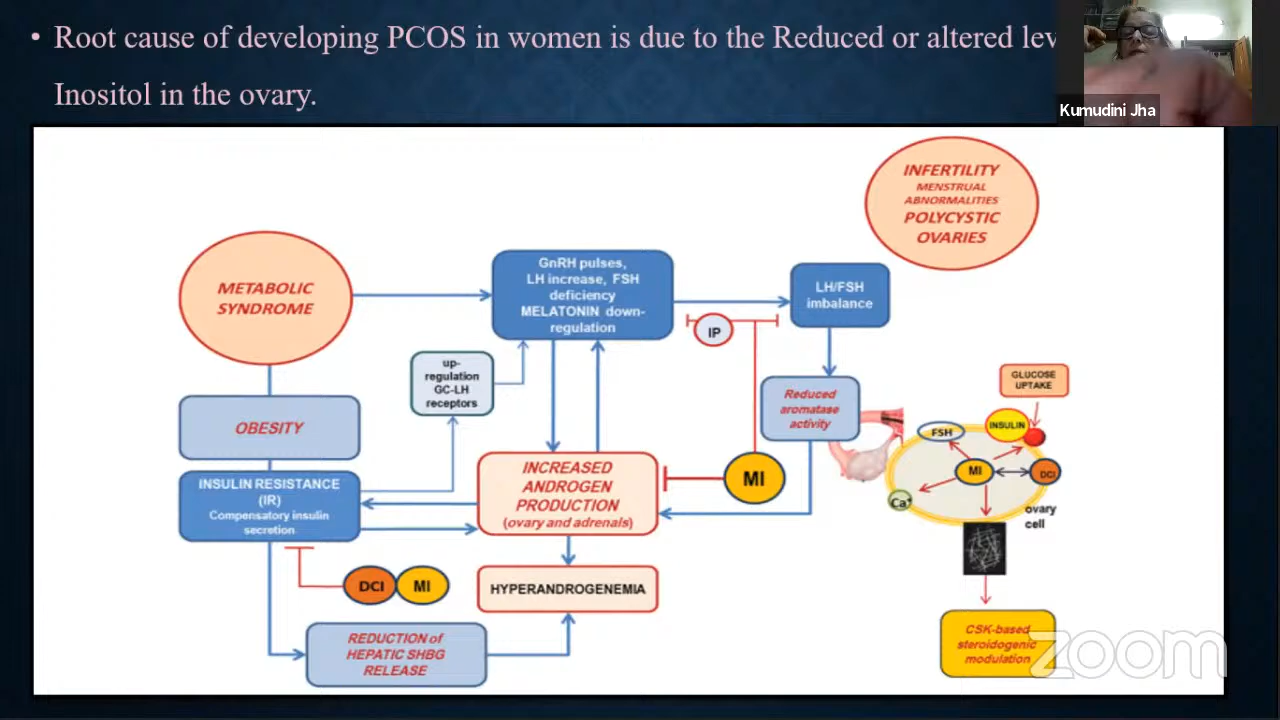 • Root cause of developing PCOS in women is due to the Reduced or altered
Inositol in the ovary.
Kumudini Jha
INFERTILITY
MENSTRUAL
ABNORMALITIES
POLYCYSTIC
OVARIES
METABOLIC
SYNDROME
GnRH pulses,
LH increase, FSH
deficiency
MELATONIN down-
regulation
LH/FSH
imbalance
IP
up-
regulation
GC-LH
receptors
Reduced
aromatase
activity
GLUCOSE
UPTAKE
OBESITY
FSH
INSULIN
INCREASED
ANDROGEN
PRODUCTION
(ovary and adrenals)
MI
MI
DCI
INSULIN RESISTANCE
(IR)
Compensatory insulin
secretion
Ca⁺
ovary
cell
DCI
MI
HYPERANDROGENEMIA
REDUCTION of
HEPATIC SHBG
RELEASE
CSK-based
steroidogenic
modulation
zoom